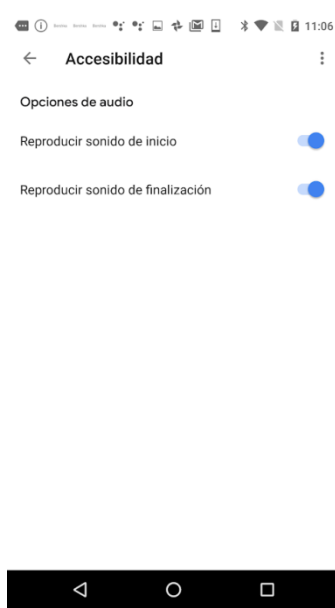 11:06
Accesibilidad
Opciones de audio
Reproducir sonido de inicio
Reproducir sonido de finalización